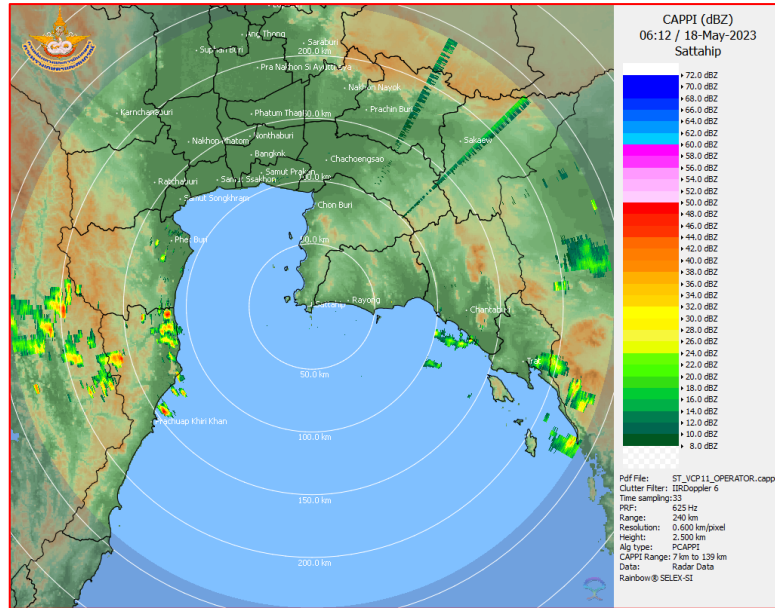 CAPPI (dBZ)
06:12 / 18-May-2023
Sattahip
72.0 dBZ
70.0 dBZ
68.0 dBZ
66.0 dBZ
64.0 dBZ
62.0 dBZ
60.0 dBZ
58.0 dBZ
56.0 dBZ
54.0 dBZ
52.0 dBZ
50.0 dBZ
48.0 dBZ
46.0 dBZ
44.0 dBZ
42.0 dBZ
40.0 dBZ
38.0 dBZ
36.0 dBZ
34.0 dBZ
32.0 dBZ
30.0 dBZ
28.0 dBZ
26.0 dBZ
24.0 dBZ
22.0 dBZ
20.0 dBZ
18.0 dBZ
16.0 dBZ
14.0 dBZ
12.0 dBZ
10.0 dBZ
8.0 dBZ
Pdf File: ST_VCP11_OPERATOR.capp
Clutter Filter: IIRDoppler 6
Time sampling:33
PRF: 625 Hz
Range: 240 km
Resolution: 0.600 km/pixel
Height: 2.500 km
Alg type: PCAPPI
CAPPI Range: 7 km to 139 km
Data: Radar Data
Rainbow® SELEX-SI
Ang Thong
Saraburi
Suphan Buri
200.0 km
Pra Nakhon Si Ayutthaya
Nakhon Nayok
Karnchanaburi
Phatum Thani
Prachin Buri
Nonthaburi
Nakhon Phatom
Sakaew
Bangkok
Chachoengsao
Samut Prakan
Ratchaburi
Samut Ssakhon
Samut Songkhram
Chon Buri
Phet Buri
Rayong
Chantaburi
Trat
50.0 km
Prachuap Khiri Khan
100.0 km
150.0 km
200.0 km